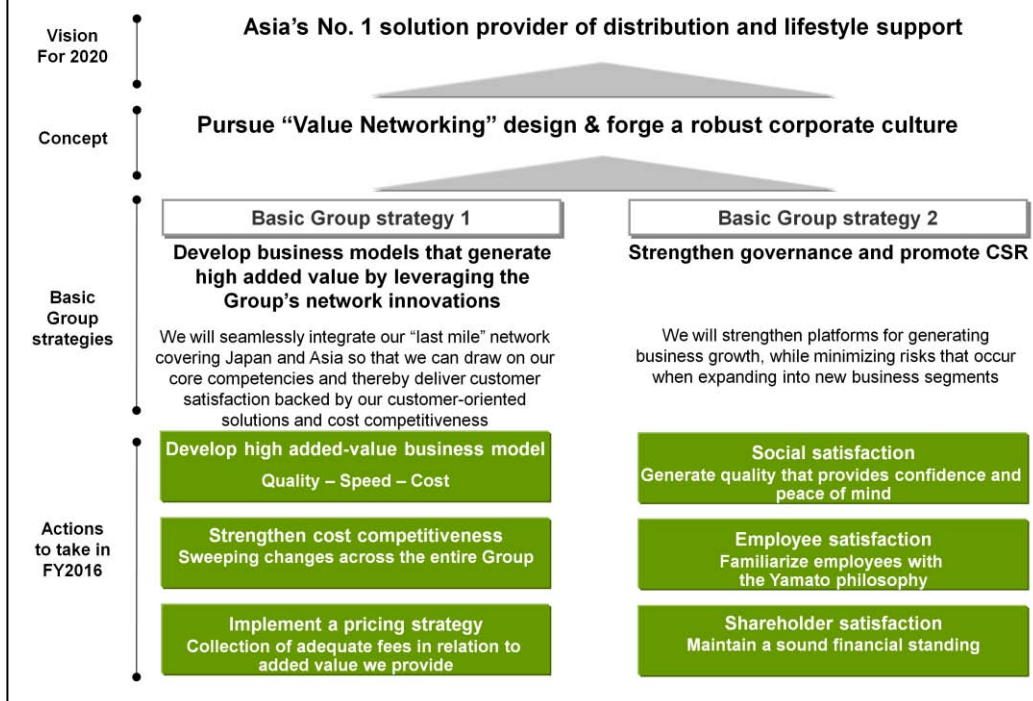 Vision
For 2020
Asia's No. 1 solution provider of distribution and lifestyle support
Concept
Pursue “Value Networking” design & forge a robust corporate culture
Basic
Group
strategies
Basic Group strategy 1
Develop business models that generate
high added value by leveraging the
Group's network innovations
We will seamlessly integrate our “last mile” network
covering Japan and Asia so that we can draw on our
core competencies and thereby deliver customer
satisfaction backed by our customer-oriented
solutions and cost competitiveness
Basic Group strategy 2
Strengthen governance and promote CSR
We will strengthen platforms for generating
business growth, while minimizing risks that occur
when expanding into new business segments
Actions
to take in
FY2016
Develop high added-value business model
Quality – Speed – Cost
Strengthen cost competitiveness
Sweeping changes across the entire Group
Implement a pricing strategy
Collection of adequate fees in relation to
added value we provide
Social satisfaction
Generate quality that provides confidence and
peace of mind
Employee satisfaction
Familiarize employees with
the Yamato philosophy
Shareholder satisfaction
Maintain a sound financial standing